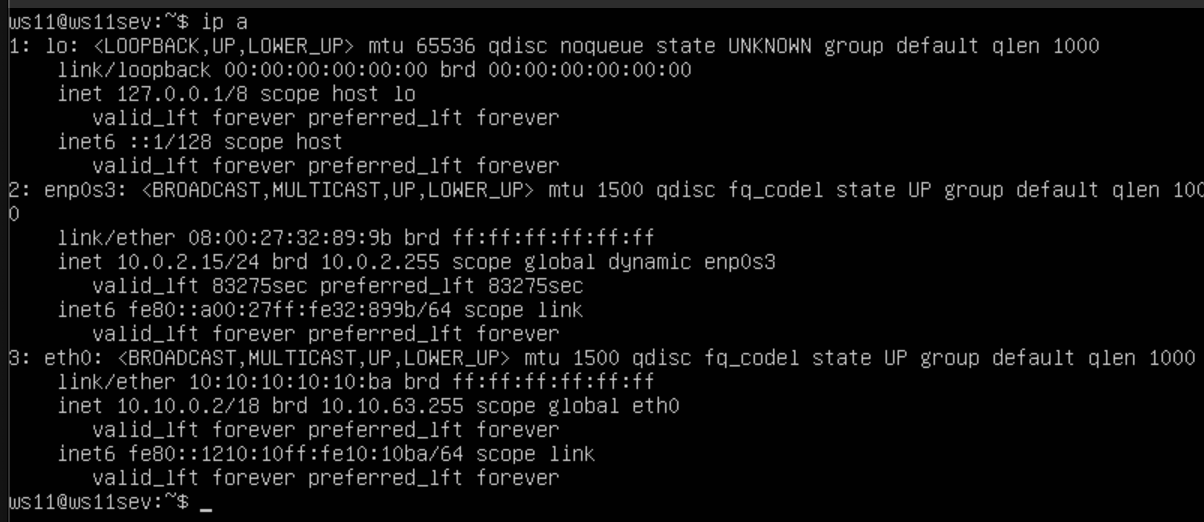 ws11@ws11sev:~$ ip a
1: lo: <LOOPBACK,UP,LOWER_UP> mtu 65536 qdisc noqueue state UNKNOWN group default qlen 1000
    link/loopback 00:00:00:00:00:00 brd 00:00:00:00:00:00
    inet 127.0.0.1/8 scope host lo
       valid_lft forever preferred_lft forever
    inet6 ::1/128 scope host
       valid_lft forever preferred_lft forever
2: enp0s3: <BROADCAST,MULTICAST,UP,LOWER_UP> mtu 1500 qdisc fq_codel state UP group default qlen 100
0
    link/ether 08:00:27:32:89:9b brd ff:ff:ff:ff:ff:ff
    inet 10.0.2.15/24 brd 10.0.2.255 scope global dynamic enp0s3
       valid_lft 83275sec preferred_lft 83275sec
    inet6 fe80::a00:27ff:fe32:899b/64 scope link
       valid_lft forever preferred_lft forever
3: eth0: <BROADCAST,MULTICAST,UP,LOWER_UP> mtu 1500 qdisc fq_codel state UP group default qlen 1000
    link/ether 10:10:10:10:10:ba brd ff:ff:ff:ff:ff:ff
    inet 10.10.0.2/18 brd 10.10.63.255 scope global eth0
       valid_lft forever preferred_lft forever
    inet6 fe80::1210:10ff:fe10:10ba/64 scope link
       valid_lft forever preferred_lft forever
ws11@ws11sev:~$ _